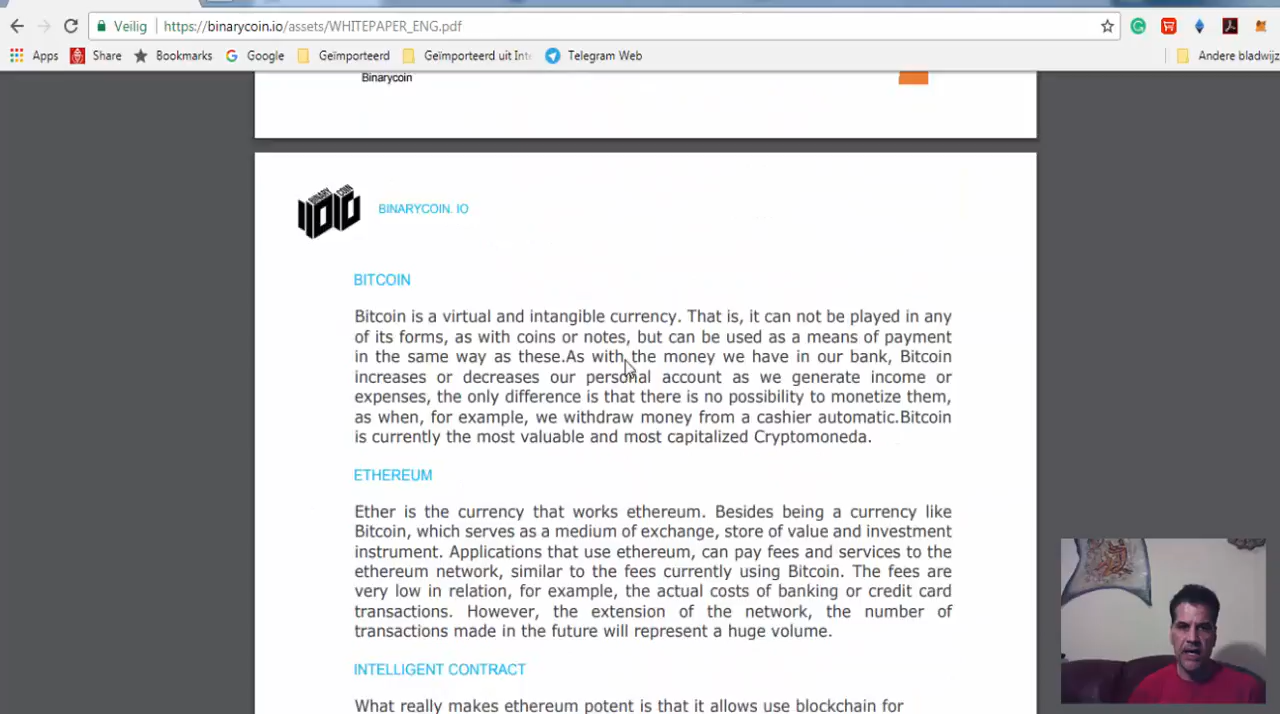 Veilig https://binarycoin.io/assets/WHITEPAPER_ENG.pdf
Apps Share Bookmarks Google Geïmporteerd Geïmporteerd uit Int Telegram Web Andere bladwijz
Binarycoin
BINARY COIN
BINARYCOIN. IO
BITCOIN
Bitcoin is a virtual and intangible currency. That is, it can not be played in any
of its forms, as with coins or notes, but can be used as a means of payment
in the same way as these.As with the money we have in our bank, Bitcoin
increases or decreases our personal account as we generate income or
expenses, the only difference is that there is no possibility to monetize them,
as when, for example, we withdraw money from a cashier automatic.Bitcoin
is currently the most valuable and most capitalized Cryptomoneda.
ETHEREUM
Ether is the currency that works ethereum. Besides being a currency like
Bitcoin, which serves as a medium of exchange, store of value and investment
instrument. Applications that use ethereum, can pay fees and services to the
ethereum network, similar to the fees currently using Bitcoin. The fees are
very low in relation, for example, the actual costs of banking or credit card
transactions. However, the extension of the network, the number of
transactions made in the future will represent a huge volume.
INTELLIGENT CONTRACT
What really makes ethereum potent is that it allows use blockchain for